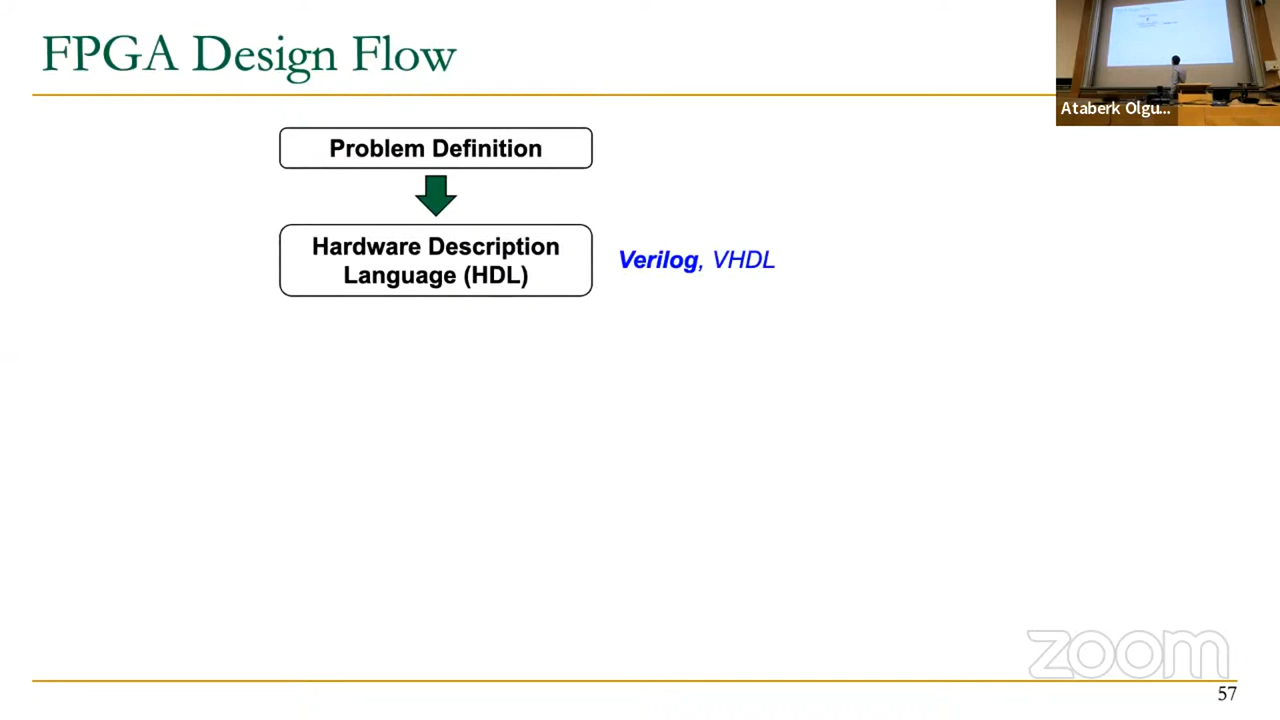 FPGA Design Flow
Ataberk Olgu...
Problem Definition
Hardware Description
Language (HDL)
Verilog, VHDL
zoom
57